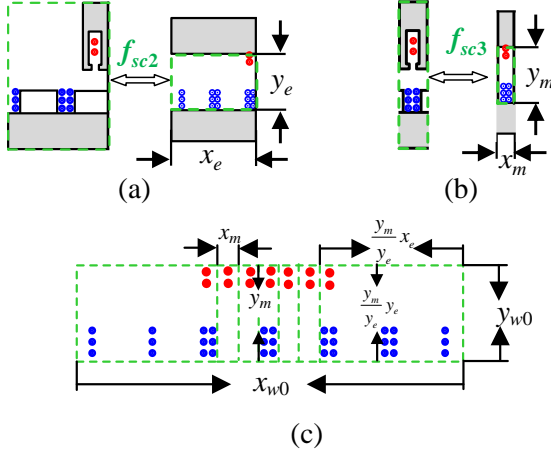 f_sc2
y_e
x_e
(a)
f_sc3
y_m
x_m
(b)
x_m
y_m/y_e x_e
y_m
y_m/y_e y_e
y_w0
x_w0
(c)